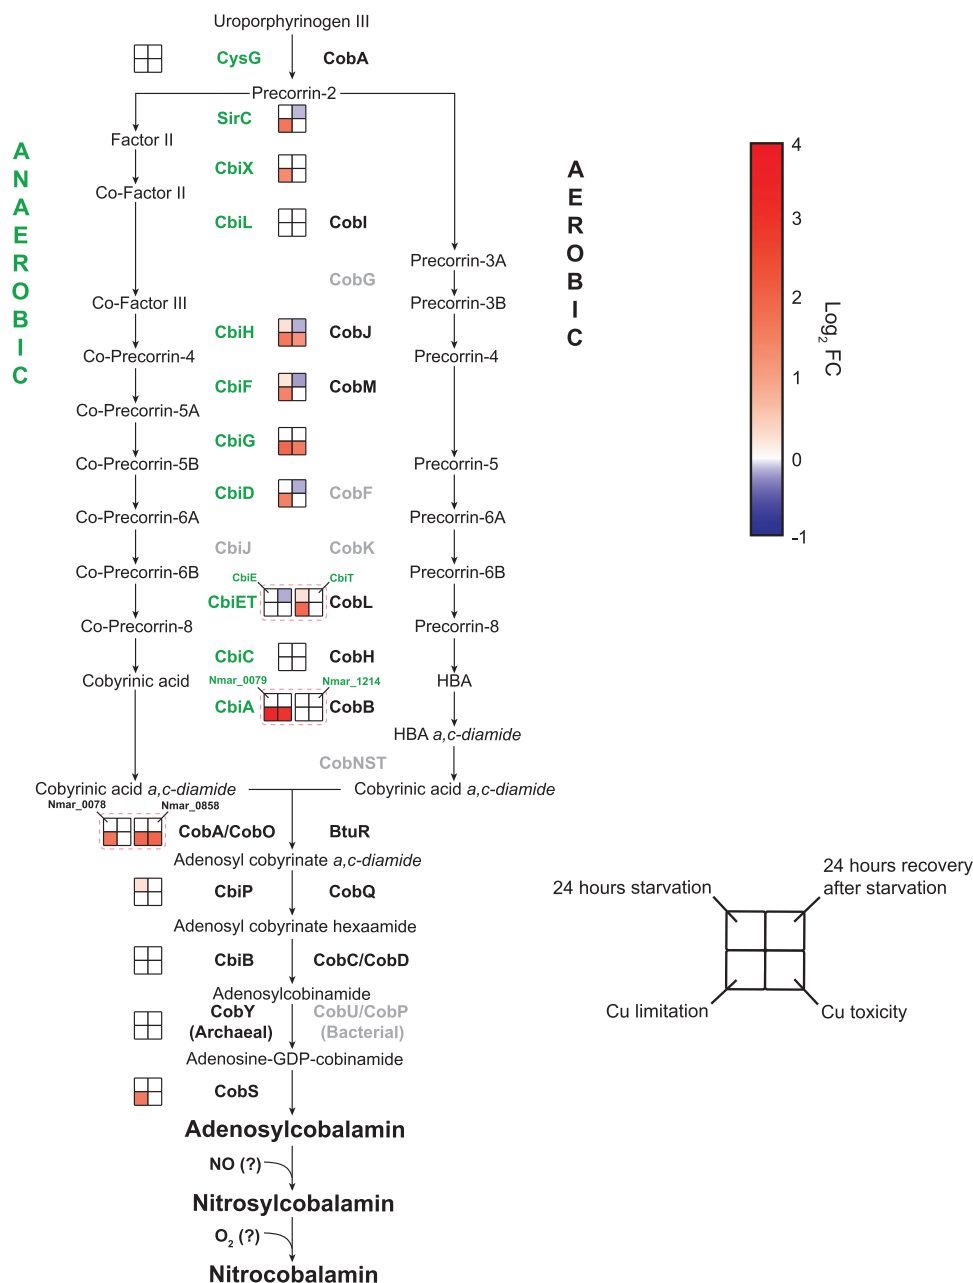 Uroporphyrinogen III
CysG CobA
Precorrin-2
SirC
Factor II
CbiX
Co-Factor II
CbiL CobI
Precorrin-3A
CobG
Co-Factor III Precorrin-3B
CbiH CobJ
Co-Precorrin-4 Precorrin-4
CbiF CobM
Co-Precorrin-5A
CbiG
Co-Precorrin-5B Precorrin-5
CbiD CobF
Co-Precorrin-6A Precorrin-6A
CbiJ CobK
Co-Precorrin-6B Precorrin-6B
CbiE CbiT
CbiET CobL
Co-Precorrin-8 Precorrin-8
CbiC CobH
Cobyrinic acid HBA
Nmar_0079 Nmar_1214
CbiA CobB
HBA a,c-diamide
CobNST
Cobyrinic acid a,c-diamide Cobyrinic acid a,c-diamide
Nmar_0078 Nmar_0858
CobA/CobO BtuR
Adenosyl cobyrinate a,c-diamide
CbiP CobQ
Adenosyl cobyrinate hexaamide
CbiB CobC/CobD
Adenosylcobinamide
CobY CobU/CobP
(Archaeal) (Bacterial)
Adenosine-GDP-cobinamide
CobS
Adenosylcobalamin
NO (?)
Nitrosylcobalamin
O2 (?)
Nitrocobalamin
ANAEROBIC
AEROBIC
4
3
2
1
0
-1
Log2 FC
24 hours starvation
24 hours recovery
after starvation
Cu limitation
Cu toxicity